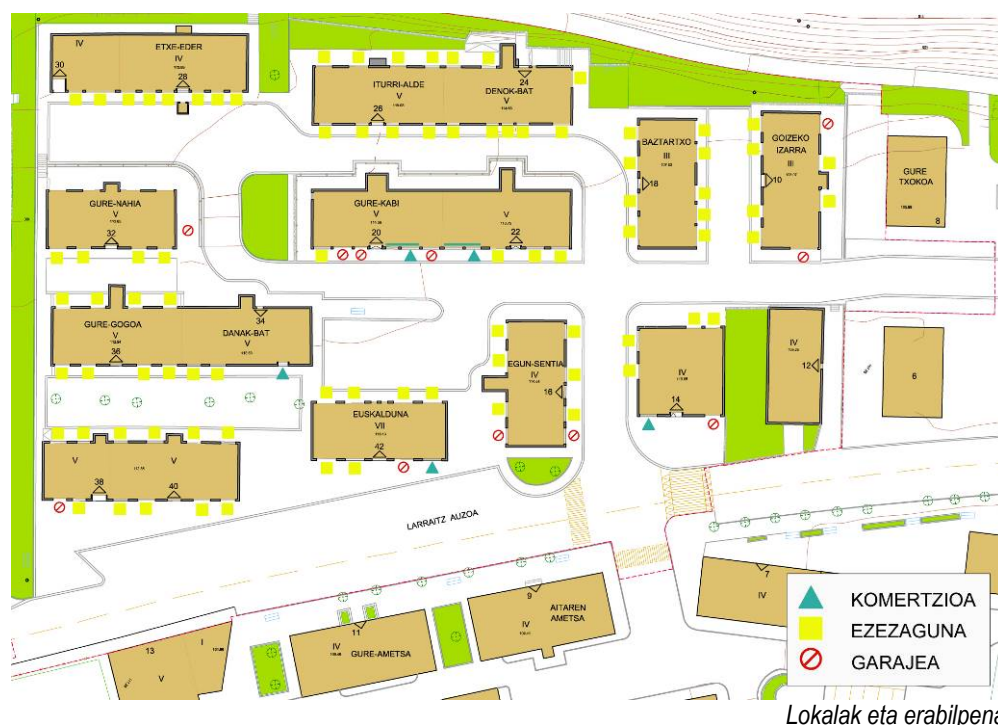 IV
ETXE-EDER
IV
30
28
ITURRI-ALDE
V
26
24
DENOK-BAT
V
BAZTARTXO
III
18
GOIZEKO
IZARRA
III
10
GURE
TXOKOA
8
GURE-NAHIA
V
32
GURE-KABI
V
20
V
22
GURE-GOGOA
V
36
34
DANAK-BAT
V
EGUN-SENTIA
IV
16
IV
14
IV
12
6
EUSKALDUNA
VII
42
V
38
V
40
LARRAITZ AUZOA
13
I
V
11
IV
GURE-AMETSA
9
IV
AITAREN
AMETSA
7
IV
KOMERTZIOA
EZEZAGUNA
GARAJEA
Lokalak eta erabilpena